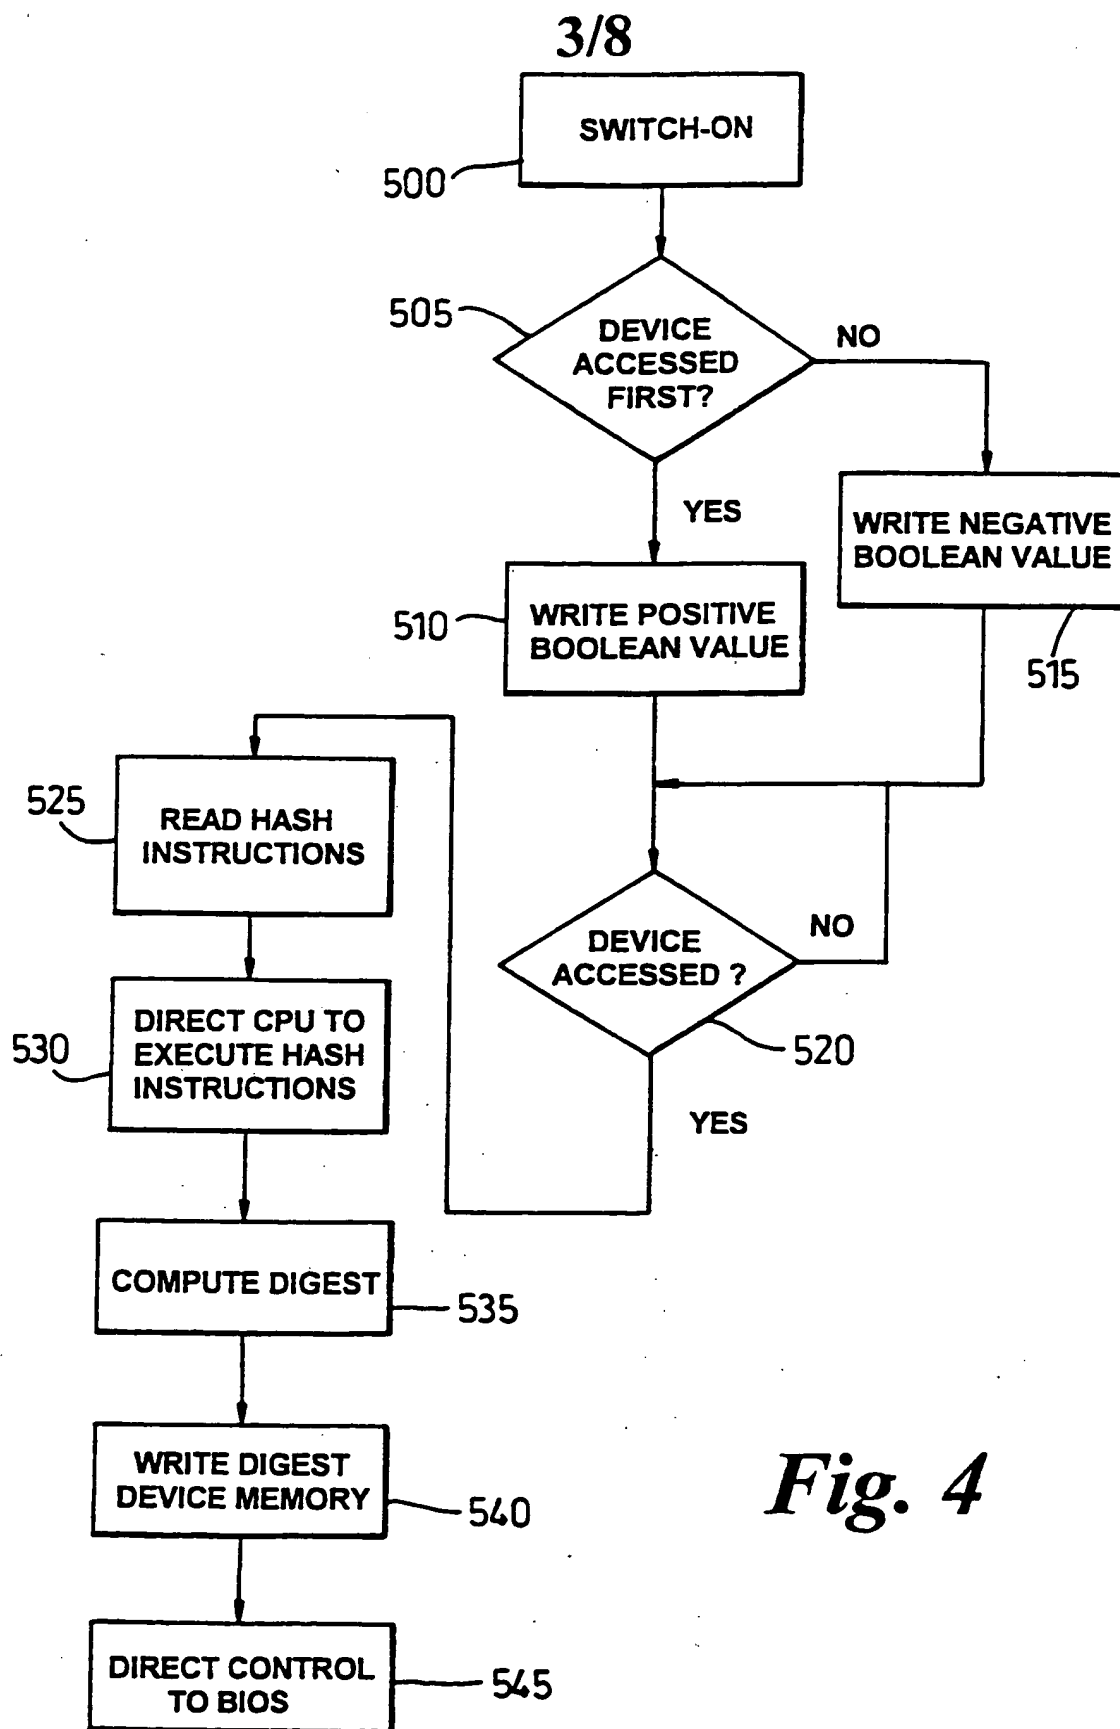 3/8
SWITCH-ON
500
505
DEVICE
ACCESSED
FIRST?
NO
YES
WRITE NEGATIVE
BOOLEAN VALUE
515
510
WRITE POSITIVE
BOOLEAN VALUE
525
READ HASH
INSTRUCTIONS
DEVICE
ACCESSED ?
NO
520
YES
530
DIRECT CPU TO
EXECUTE HASH
INSTRUCTIONS
COMPUTE DIGEST
535
WRITE DIGEST
DEVICE MEMORY
540
DIRECT CONTROL
TO BIOS
545
Fig. 4